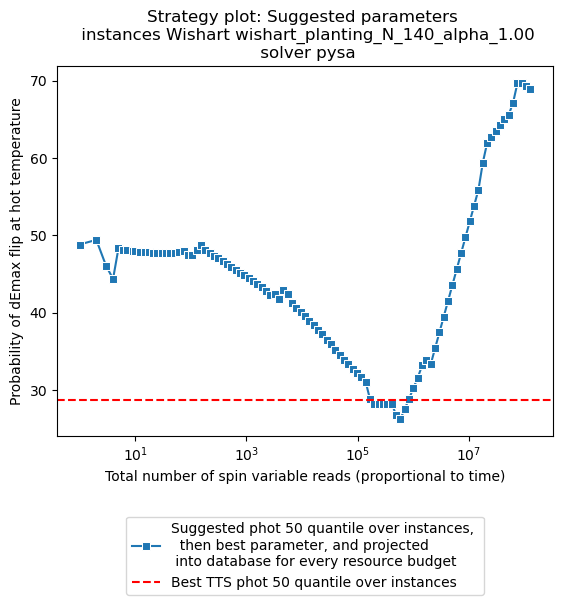 Strategy plot: Suggested parameters
instances Wishart wishart_planting_N_140_alpha_1.00
solver pysa
Probability of dEmax flip at hot temperature
70
60
50
40
30
10^1
10^3
10^5
10^7
Total number of spin variable reads (proportional to time)
Suggested phot 50 quantile over instances,
then best parameter, and projected
into database for every resource budget
Best TTS phot 50 quantile over instances